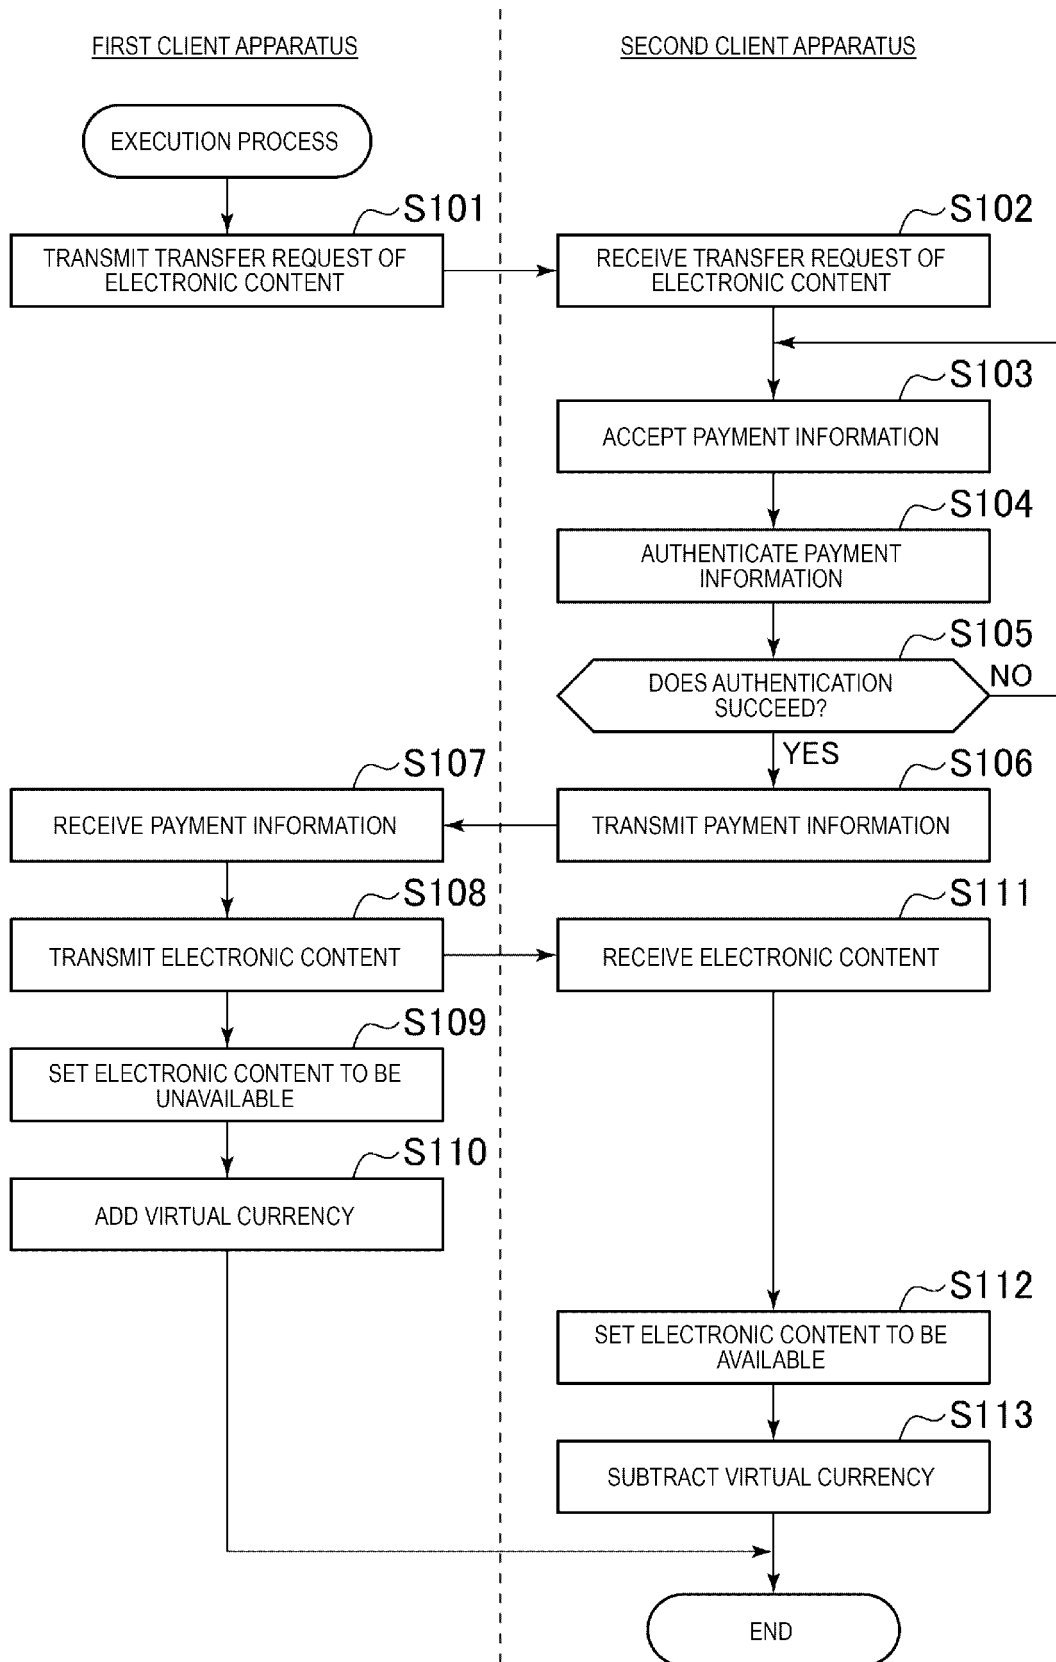 FIRST CLIENT APPARATUS
SECOND CLIENT APPARATUS
EXECUTION PROCESS
S101
TRANSMIT TRANSFER REQUEST OF
ELECTRONIC CONTENT
S102
RECEIVE TRANSFER REQUEST OF
ELECTRONIC CONTENT
S103
ACCEPT PAYMENT INFORMATION
S104
AUTHENTICATE PAYMENT
INFORMATION
S105
DOES AUTHENTICATION
SUCCEED?
NO
YES
S107
RECEIVE PAYMENT INFORMATION
S106
TRANSMIT PAYMENT INFORMATION
S108
TRANSMIT ELECTRONIC CONTENT
S111
RECEIVE ELECTRONIC CONTENT
S109
SET ELECTRONIC CONTENT TO BE
UNAVAILABLE
S110
ADD VIRTUAL CURRENCY
S112
SET ELECTRONIC CONTENT TO BE
AVAILABLE
S113
SUBTRACT VIRTUAL CURRENCY
END